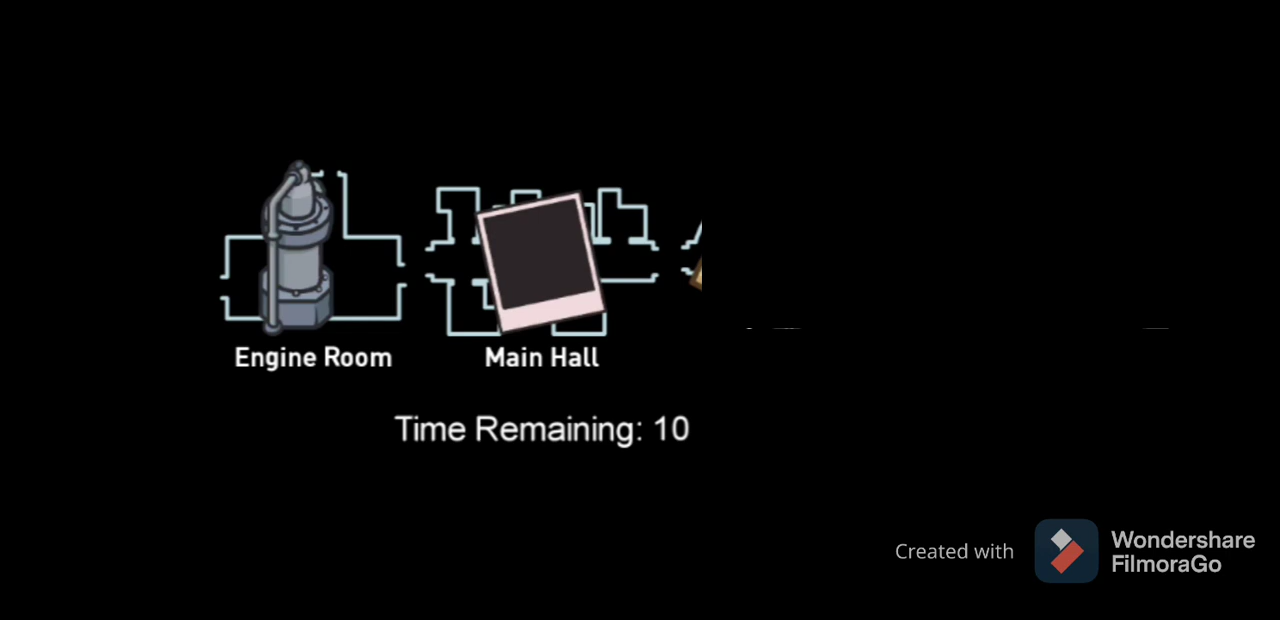 Engine Room
Main Hall
Time Remaining: 10
Created with
Wondershare
FilmoraGo